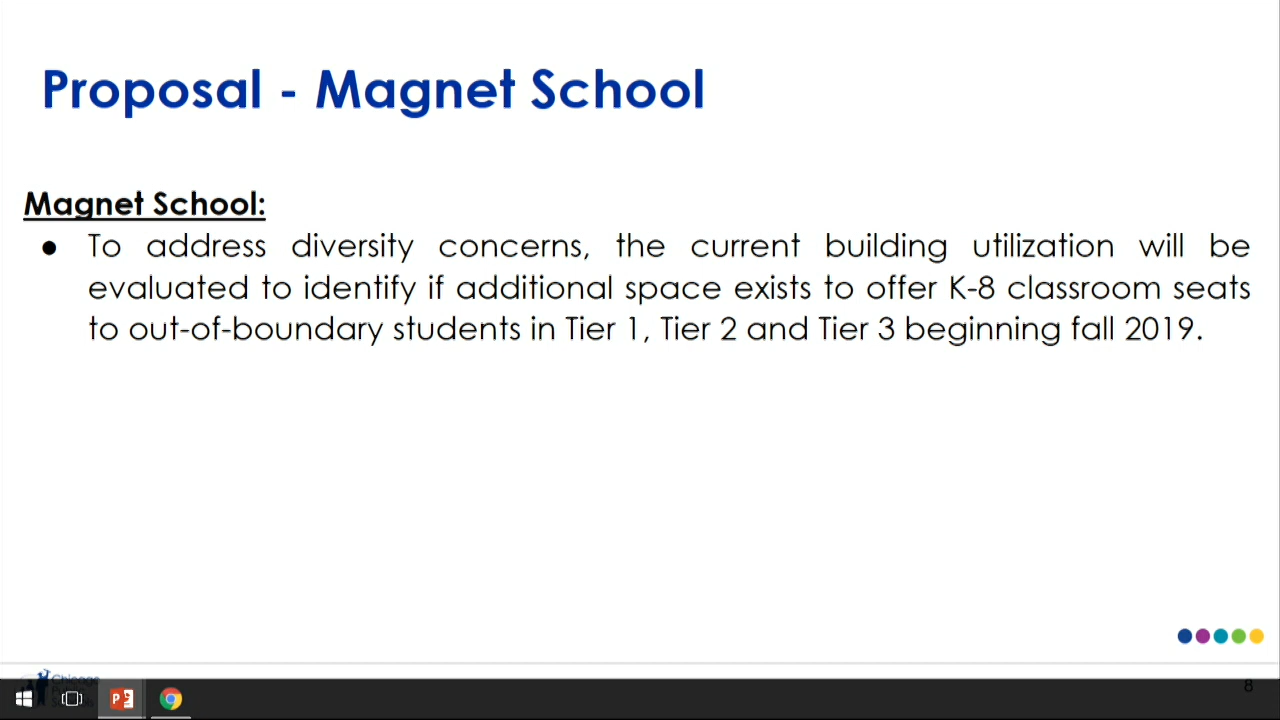 Proposal - Magnet School
Magnet School:
● To address diversity concerns, the current building utilization will be
evaluated to identify if additional space exists to offer K-8 classroom seats
to out-of-boundary students in Tier 1, Tier 2 and Tier 3 beginning fall 2019.
Chicago
8